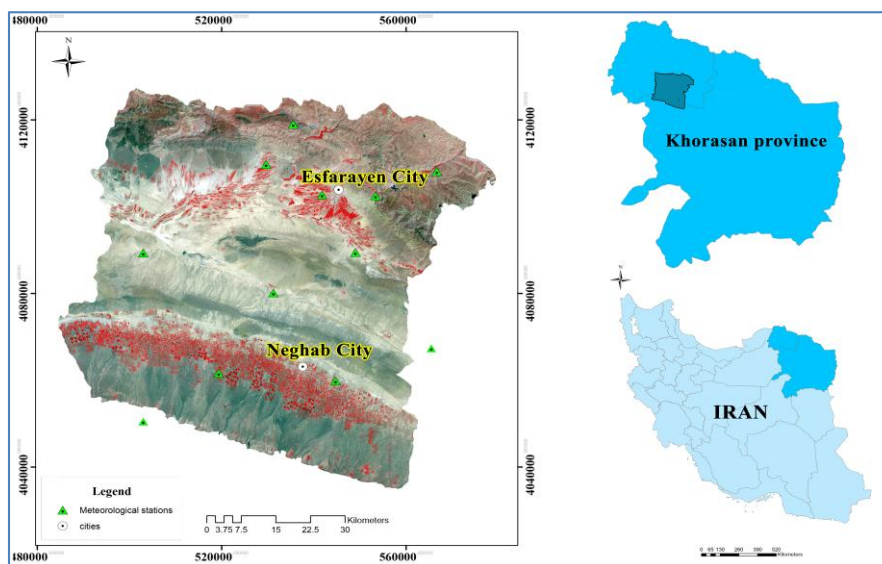 520000
560000
N
4120000
4120000
Esfarayen City
4080000
4080000
Neghab City
4040000
4040000
Legend
Meteorological stations
cities
Kilometers
0 3.75 7.5 15 22.5 30
480000
520000
560000
Khorasan province
N
IRAN
Kilometers